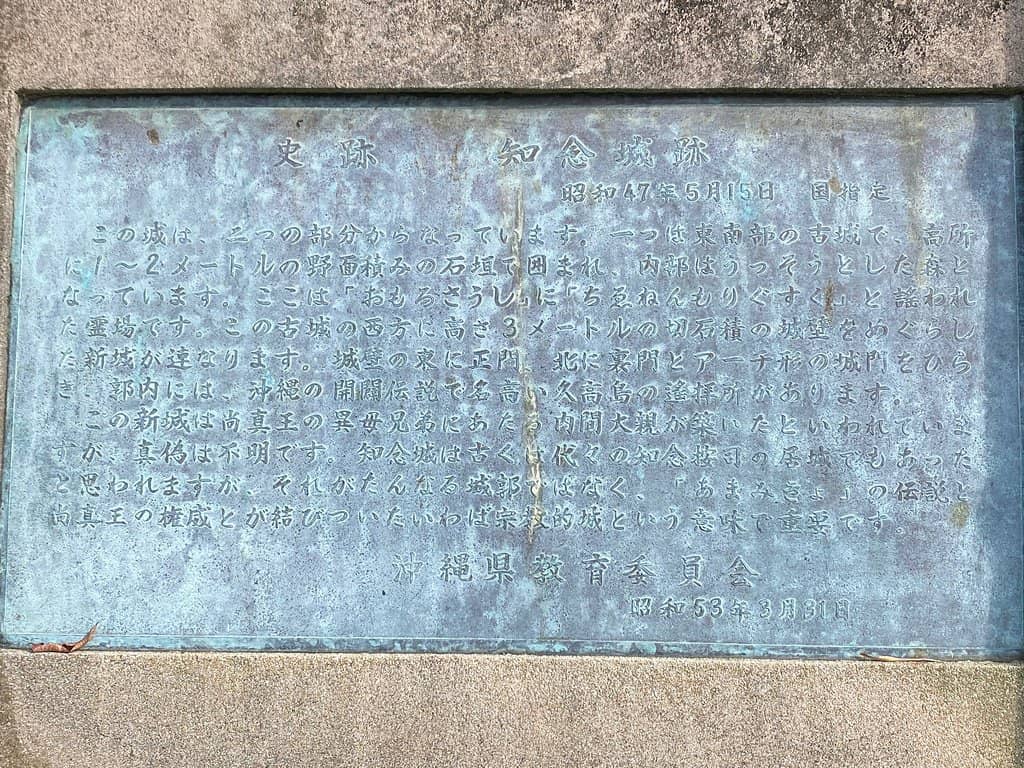 史跡　知念城跡
昭和47年5月15日　国指定
この城は、二つの部分からなっています。一つは東南部の古城で、高所
に1〜2メートルの野面積みの石垣で囲まれ、内部はうっそうとした森と
なっています。ここは「おもろさうし」に「ちゑねんもりぐすく」と謡われ
た霊場です。この古城の西方に高さ3メートルの切石積の城壁をめぐらし
た新城が連なります。城壁の東に正門、北に裏門とアーチ形の城門をひら
き、郭内には、沖縄の開闢伝説で名高い久高島の遙拝所があります。
この新城は尚真王の異母兄弟にあたる内間大親が築いたといわれていま
すが、真偽は不明です。知念城は古くは代々の知念按司の居城であった
と思われますが、それがたんなる城郭ではなく、「あまみきよ」の伝説と
尚真王の権威とが結びついたいわば宗教的城という意味で重要です。
沖縄県教育委員会
昭和53年3月31日